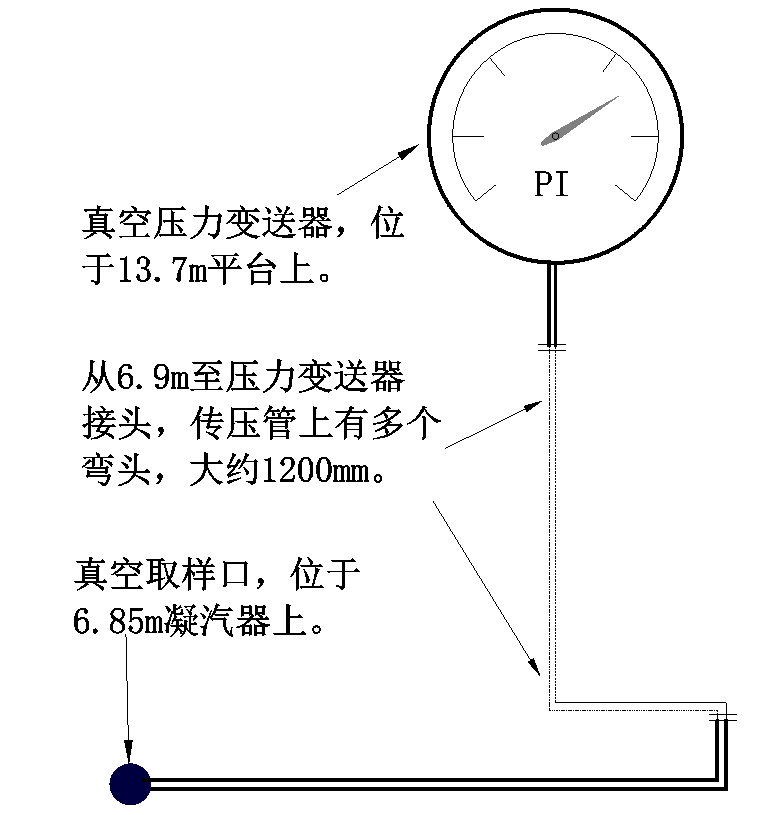 PI
真空压力变送器，位
于13.7m平台上。
从6.9m至压力变送器
接头，传压管上有多个
弯头，大约1200mm。
真空取样口，位于
6.85m凝汽器上。